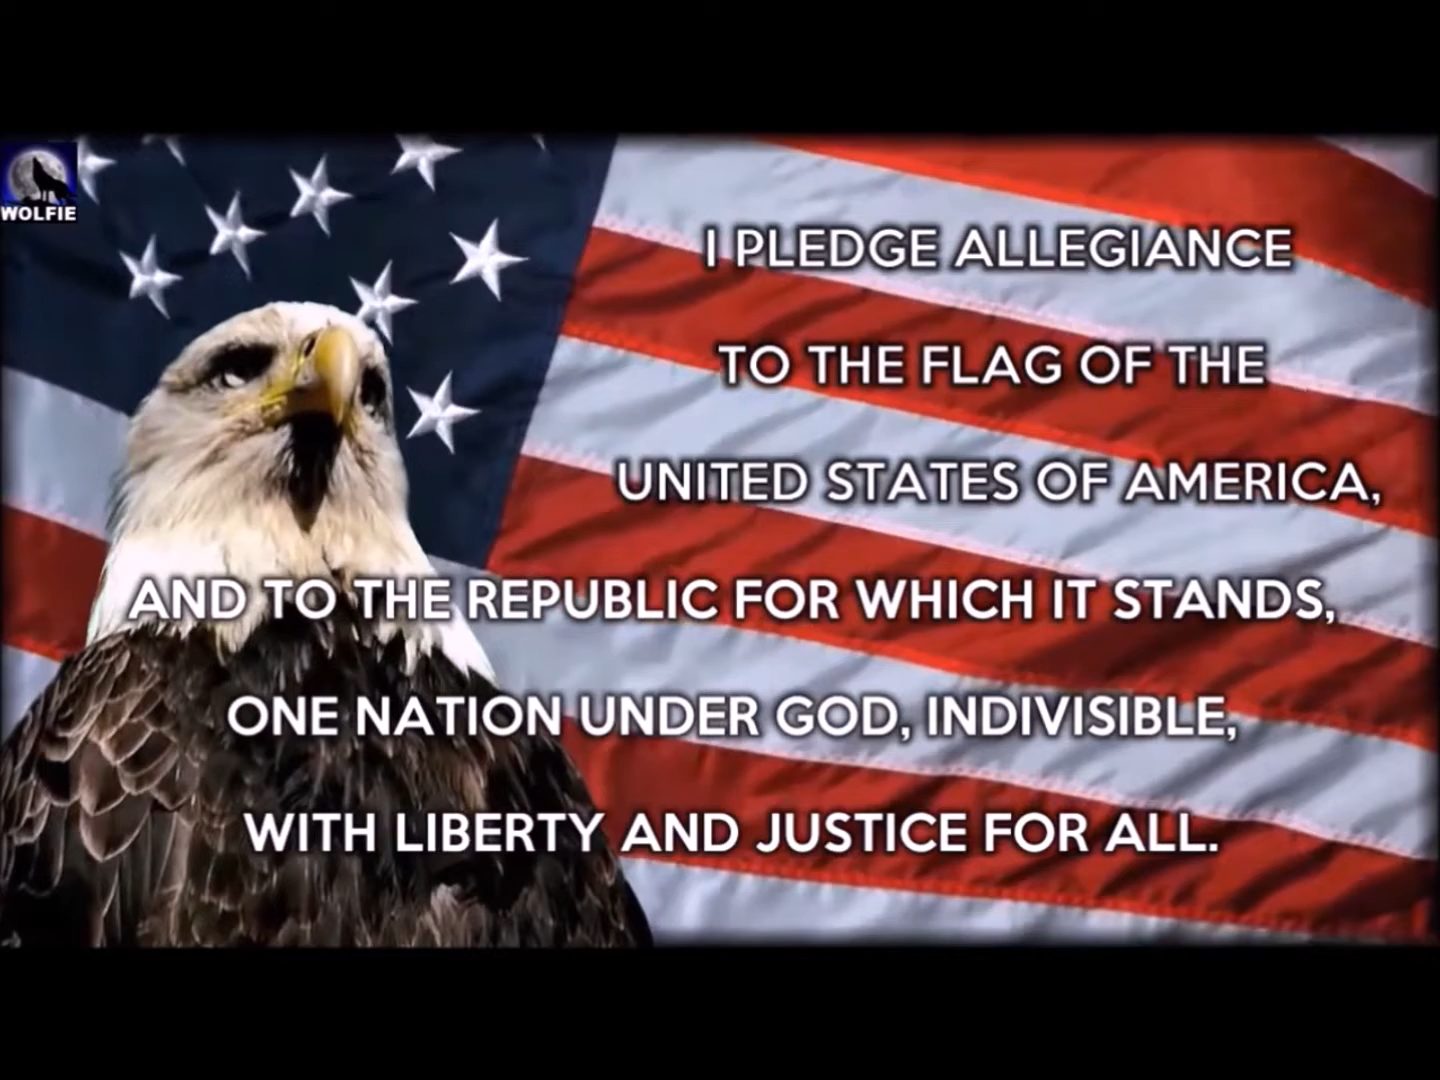 WOLFIE
I PLEDGE ALLEGIANCE
TO THE FLAG OF THE
UNITED STATES OF AMERICA,
AND TO THE REPUBLIC FOR WHICH IT STANDS,
ONE NATION UNDER GOD, INDIVISIBLE,
WITH LIBERTY AND JUSTICE FOR ALL.